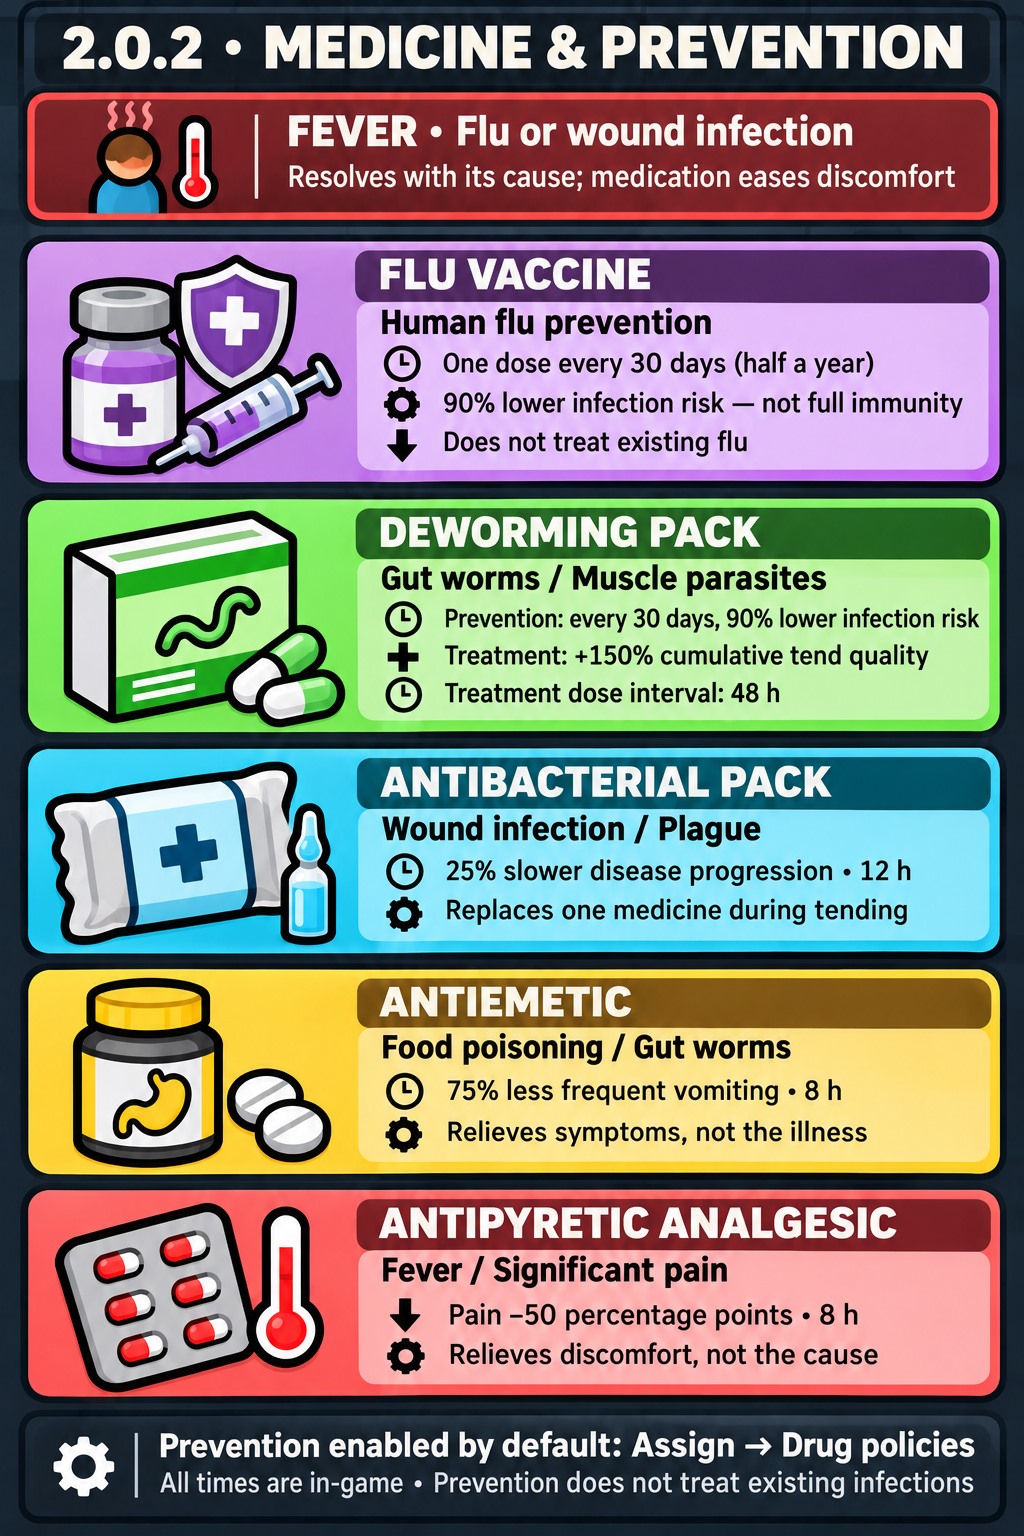 2.0.2 • MEDICINE & PREVENTION
FEVER • Flu or wound infection
Resolves with its cause; medication eases discomfort
FLU VACCINE
Human flu prevention
One dose every 30 days (half a year)
90% lower infection risk — not full immunity
Does not treat existing flu
DEWORMING PACK
Gut worms / Muscle parasites
Prevention: every 30 days, 90% lower infection risk
Treatment: +150% cumulative tend quality
Treatment dose interval: 48 h
ANTIBACTERIAL PACK
Wound infection / Plague
25% slower disease progression • 12 h
Replaces one medicine during tending
ANTIEMETIC
Food poisoning / Gut worms
75% less frequent vomiting • 8 h
Relieves symptoms, not the illness
ANTIPYRETIC ANALGESIC
Fever / Significant pain
Pain –50 percentage points • 8 h
Relieves discomfort, not the cause
Prevention enabled by default: Assign → Drug policies
All times are in-game • Prevention does not treat existing infections